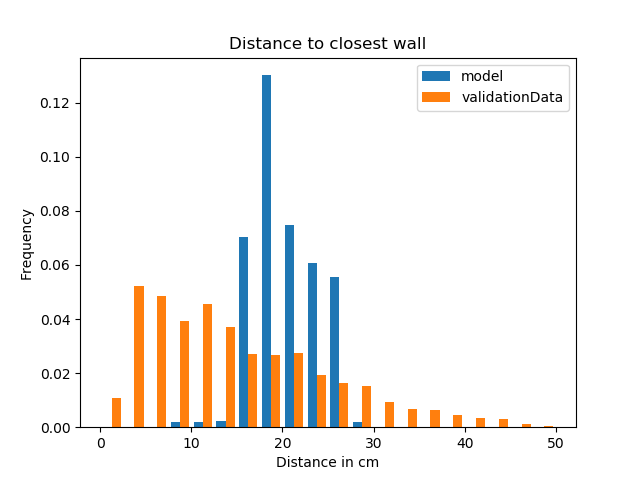 Distance to closest wall
model
validationData
0.12
0.10
0.08
0.06
0.04
0.02
0.00
Frequency
0 10 20 30 40 50
Distance in cm